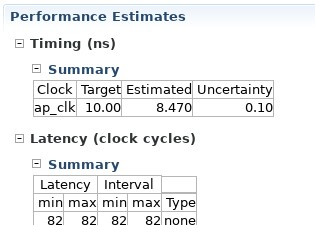 Performance Estimates
Timing (ns)
Summary
Clock Target Estimated Uncertainty
ap_clk 10.00 8.470 0.10
Latency (clock cycles)
Summary
Latency Interval
min max min max Type
82 82 82 82 none